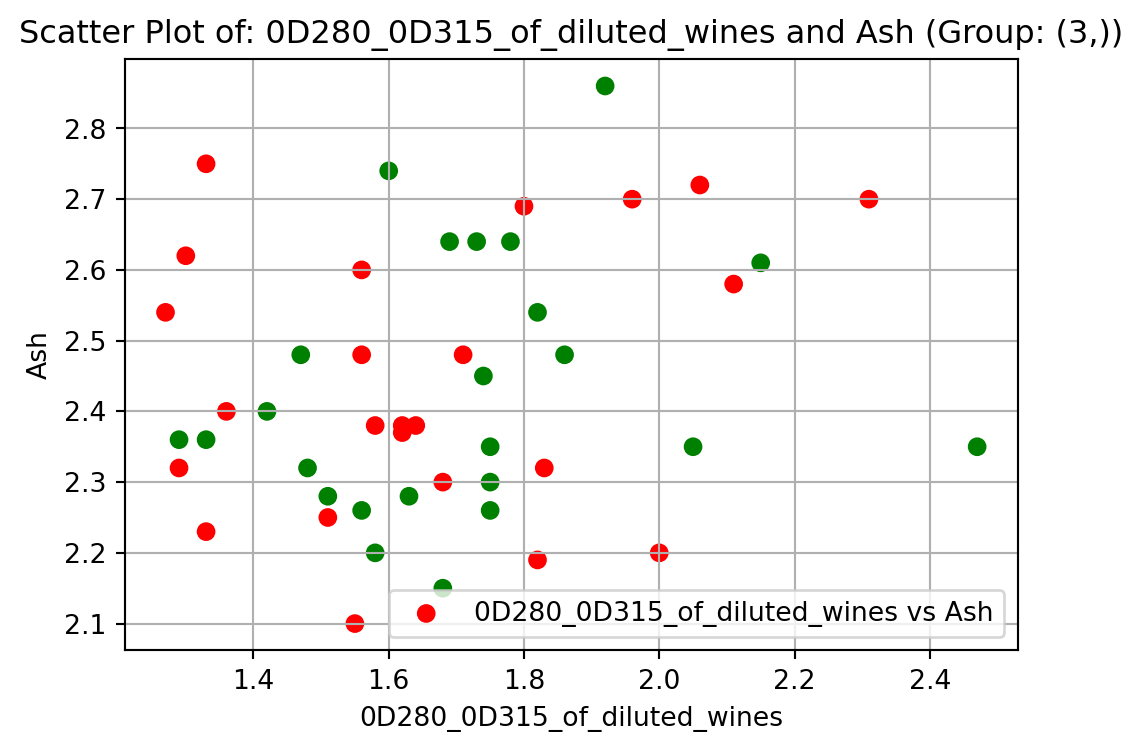 Scatter Plot of: 0D280_0D315_of_diluted_wines and Ash (Group: (3,))
Ash
2.8
2.7
2.6
2.5
2.4
2.3
2.2
2.1
0D280_0D315_of_diluted_wines vs Ash
1.4 1.6 1.8 2.0 2.2 2.4
0D280_0D315_of_diluted_wines